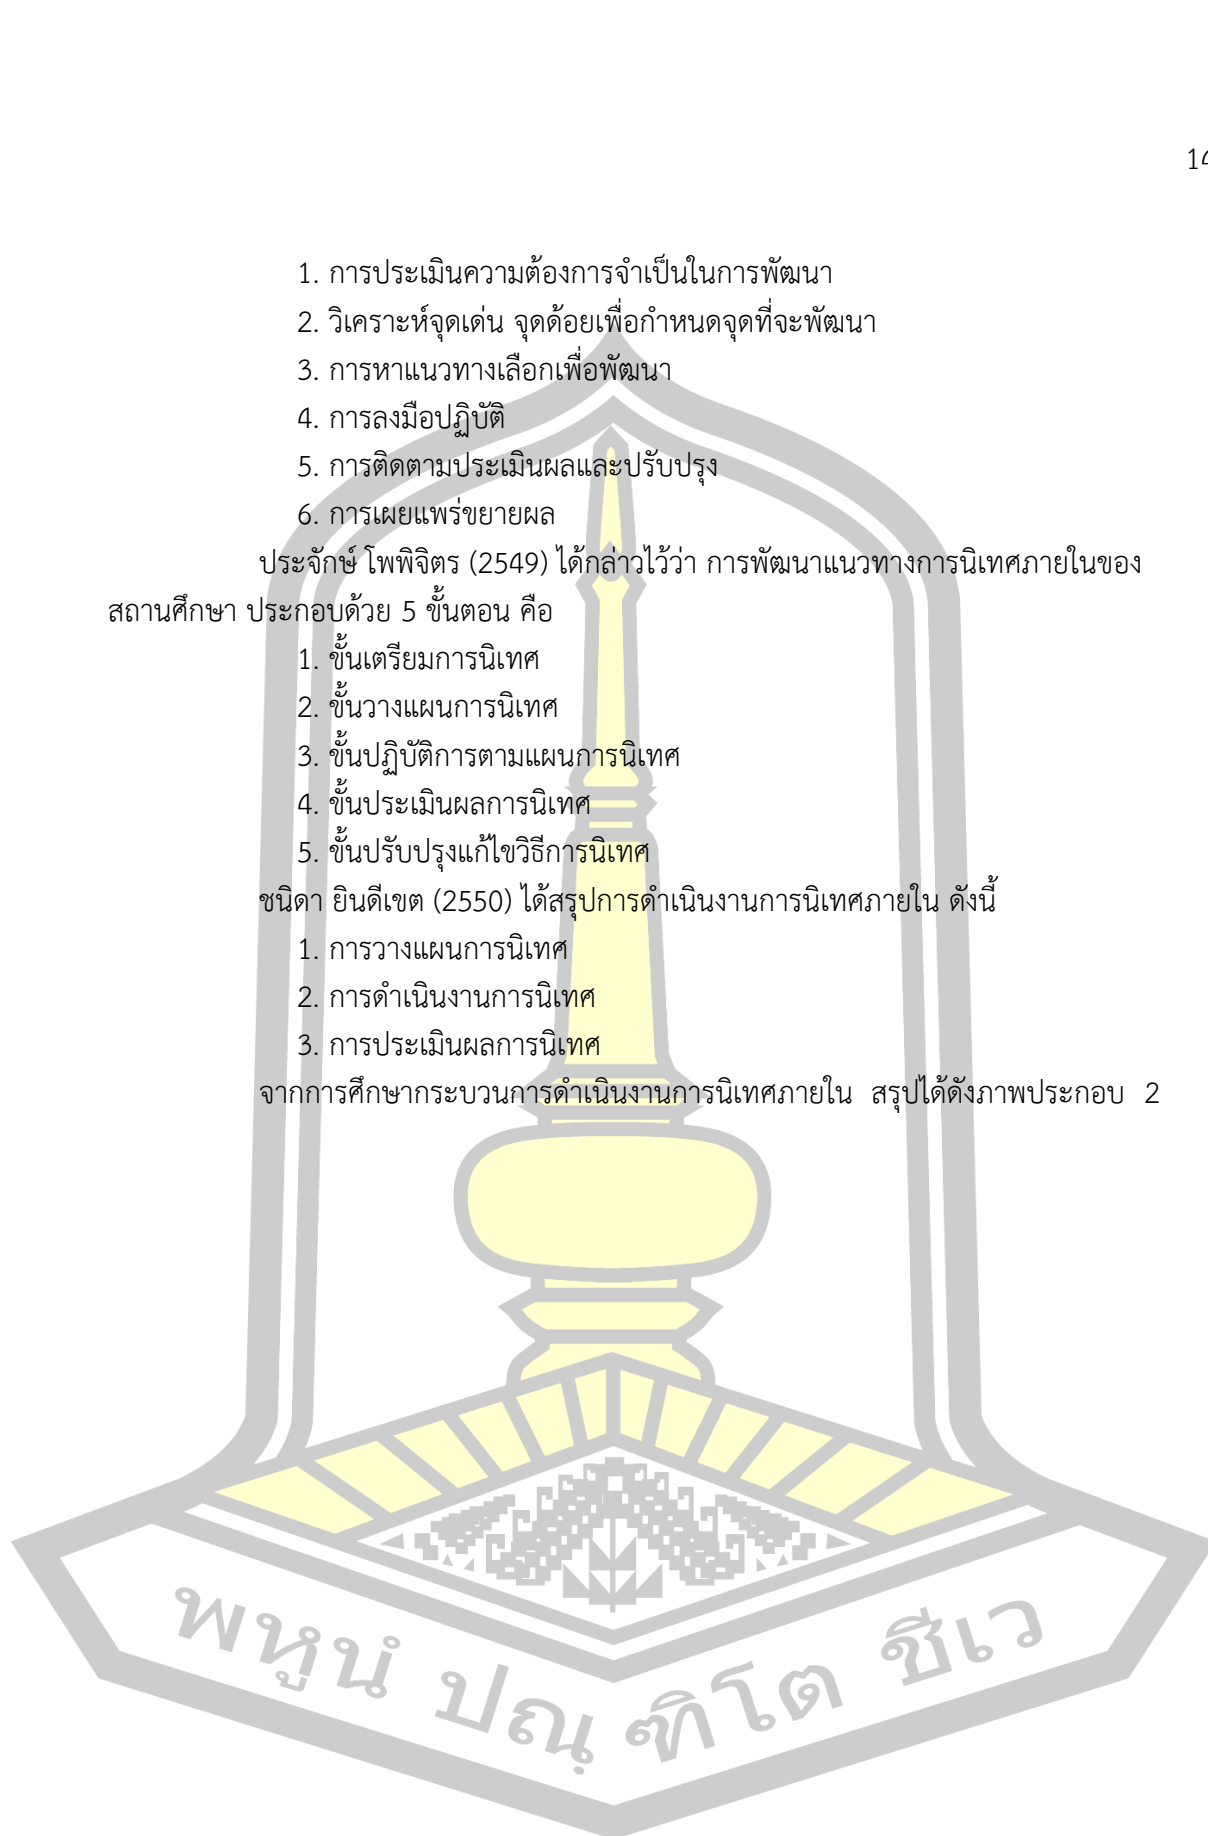 14
1. การประเมินความต้องการจำเป็นในการพัฒนา
2. วิเคราะห์จุดเด่น จุดด้อยเพื่อกำหนดจุดที่จะพัฒนา
3. การหาแนวทางเลือกเพื่อพัฒนา
4. การลงมือปฏิบัติ
5. การติดตามประเมินผลและปรับปรุง
6. การเผยแพร่ขยายผล
ประจักษ์ โพพิจิตร (2549) ได้กล่าวไว้ว่า การพัฒนาแนวทางการนิเทศภายในของ
สถานศึกษา ประกอบด้วย 5 ขั้นตอน คือ
1. ขั้นเตรียมการนิเทศ
2. ขั้นวางแผนการนิเทศ
3. ขั้นปฏิบัติการตามแผนการนิเทศ
4. ขั้นประเมินผลการนิเทศ
5. ขั้นปรับปรุงแก้ไขวิธีการนิเทศ
ชนิดา ยินดีเขต (2550) ได้สรุปการดำเนินงานการนิเทศภายใน ดังนี้
1. การวางแผนการนิเทศ
2. การดำเนินงานการนิเทศ
3. การประเมินผลการนิเทศ
จากการศึกษากระบวนการดำเนินงานการนิเทศภายใน สรุปได้ดังภาพประกอบ 2
พหูนํ ปณฺฑิโต ชีเว